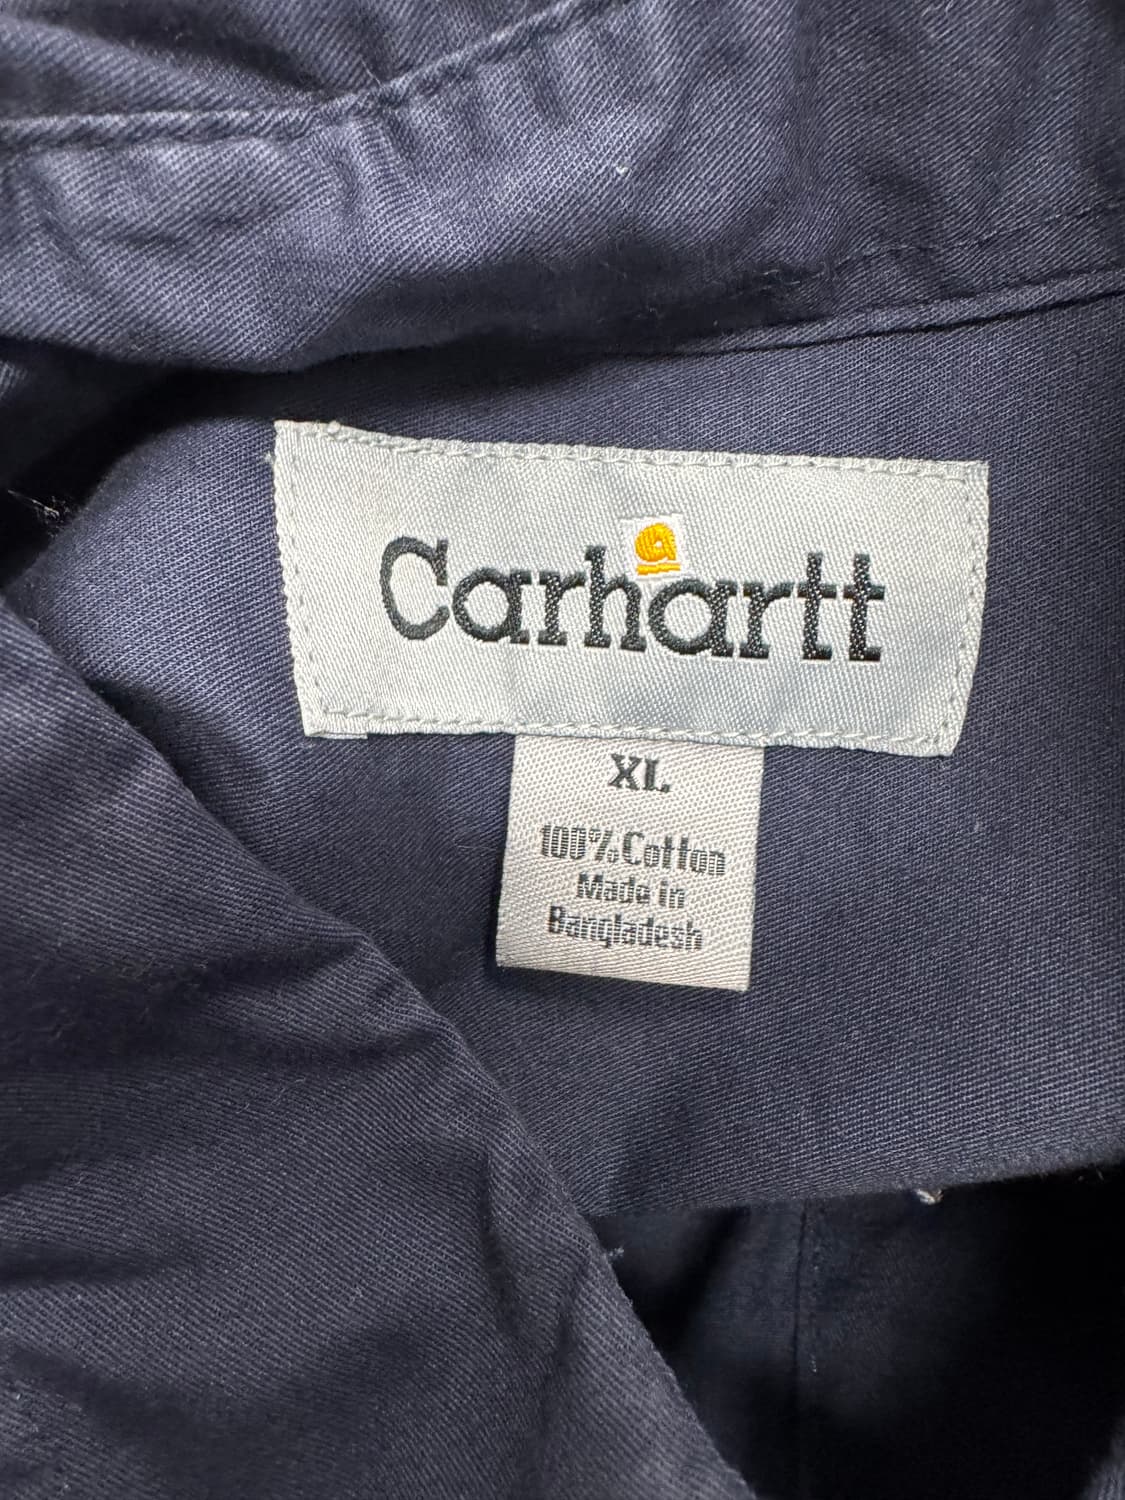 Carhartt
XL
100% Cotton
Made in
Bangladesh